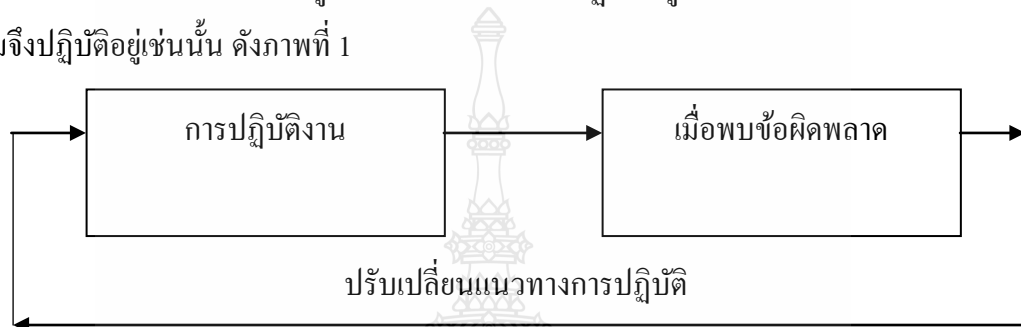 จึงปฏิบัติอยู่เช่นนั้น ดังภาพที่ 1
การปฏิบัติงาน
เมื่อพบข้อผิดพลาด
ปรับเปลี่ยนแนวทางการปฏิบัติ